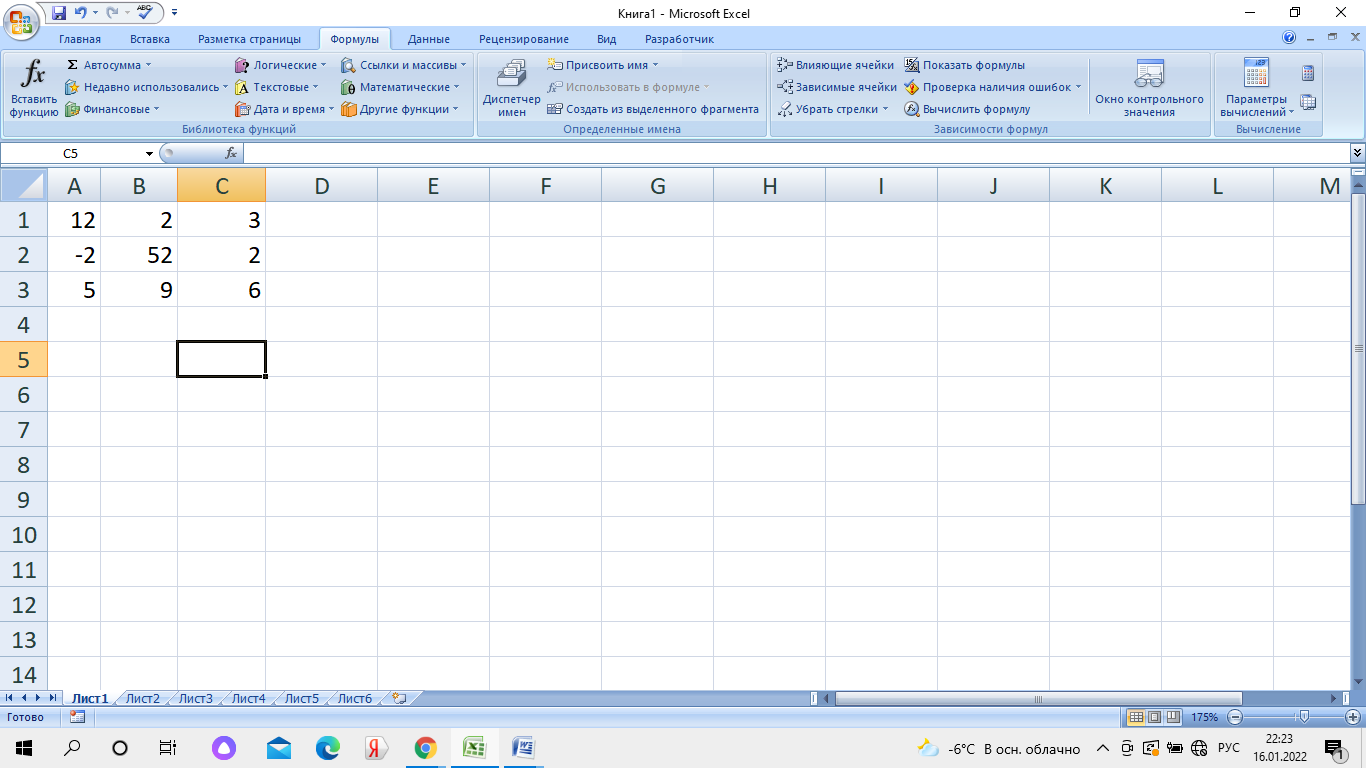 Книга1 - Microsoft Excel
Главная Вставка Разметка страницы Формулы Данные Рецензирование Вид Разработчик
fx Вставить функцию
Σ Автосумма
Недавно использовались
Финансовые
Логические
Текстовые
Дата и время
Ссылки и массивы
Математические
Другие функции
Библиотека функций
Диспетчер имен
Присвоить имя
Использовать в формуле
Создать из выделенного фрагмента
Определенные имена
Влияющие ячейки
Зависимые ячейки
Убрать стрелки
Показать формулы
Проверка наличия ошибок
Вычислить формулу
Окно контрольного значения
Зависимости формул
Параметры вычислений
Вычисление
C5 fx
A B C D E F G H I J K L M
1 12 2 3
2 -2 52 2
3 5 9 6
4
5
6
7
8
9
10
11
12
13
14
Лист1 Лист2 Лист3 Лист4 Лист5 Лист6
Готово 175%
-6°C В осн. облачно РУС 22:23
16.01.2022 1